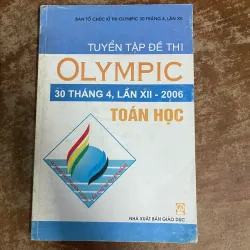 BAN TỔ CHỨC KÌ THI OLYMPIC 30 THÁNG 4, LẦN XII
TUYỂN TẬP ĐỀ THI
OLYMPIC
30 THÁNG 4, LẦN XII - 2006
TOÁN HỌC
NHÀ XUẤT BẢN GIÁO DỤC